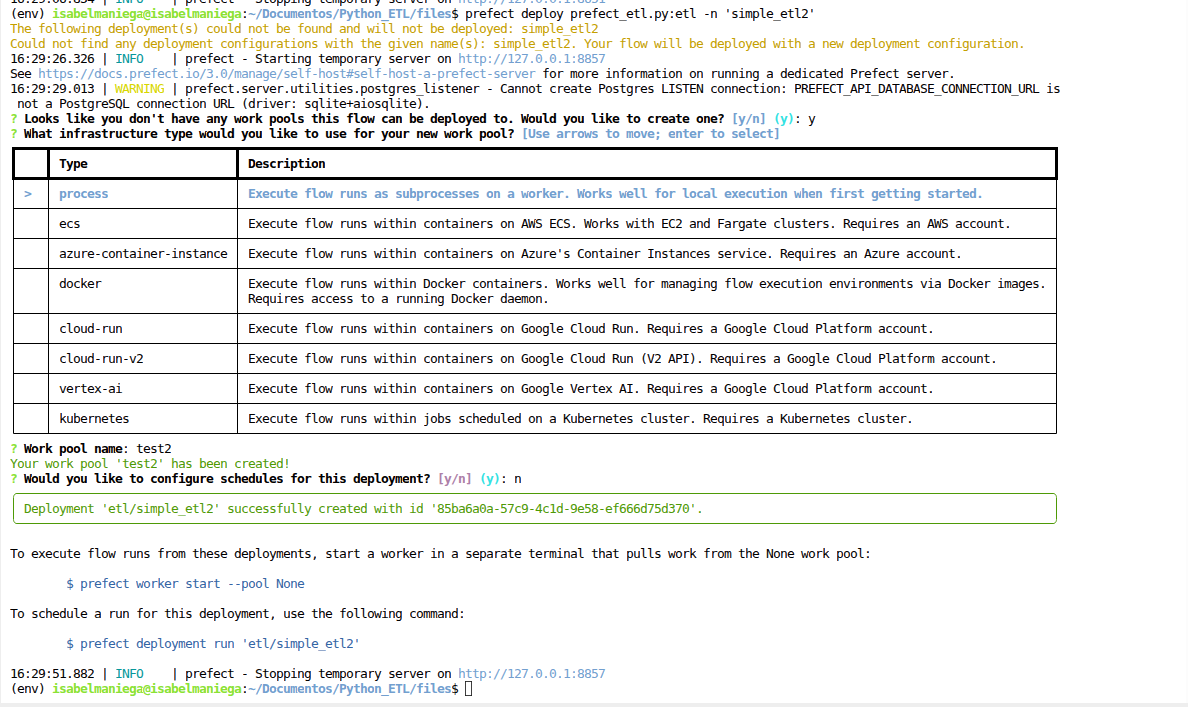 16:29:06.834 | INFO    | prefect - Stopping temporary server on http://127.0.0.1:8851
(env) isabelmaniega@isabelmaniega:~/Documentos/Python_ETL/files$ prefect deploy prefect_etl.py:etl -n 'simple_etl2'
The following deployment(s) could not be found and will not be deployed: simple_etl2
Could not find any deployment configurations with the given name(s): simple_etl2. Your flow will be deployed with a new deployment configuration.
16:29:26.326 | INFO    | prefect - Starting temporary server on http://127.0.0.1:8857
See https://docs.prefect.io/3.0/manage/self-host#self-host-a-prefect-server for more information on running a dedicated Prefect server.
16:29:29.013 | WARNING | prefect.server.utilities.postgres_listener - Cannot create Postgres LISTEN connection: PREFECT_API_DATABASE_CONNECTION_URL is
not a PostgreSQL connection URL (driver: sqlite+aiosqlite).
? Looks like you don't have any work pools this flow can be deployed to. Would you like to create one? [y/n] (y): y
? What infrastructure type would you like to use for your new work pool? [Use arrows to move; enter to select]
Type Description
> process Execute flow runs as subprocesses on a worker. Works well for local execution when first getting started.
ecs Execute flow runs within containers on AWS ECS. Works with EC2 and Fargate clusters. Requires an AWS account.
azure-container-instance Execute flow runs within containers on Azure's Container Instances service. Requires an Azure account.
docker Execute flow runs within Docker containers. Works well for managing flow execution environments via Docker images.
Requires access to a running Docker daemon.
cloud-run Execute flow runs within containers on Google Cloud Run. Requires a Google Cloud Platform account.
cloud-run-v2 Execute flow runs within containers on Google Cloud Run (V2 API). Requires a Google Cloud Platform account.
vertex-ai Execute flow runs within containers on Google Vertex AI. Requires a Google Cloud Platform account.
kubernetes Execute flow runs within jobs scheduled on a Kubernetes cluster. Requires a Kubernetes cluster.
? Work pool name: test2
Your work pool 'test2' has been created!
? Would you like to configure schedules for this deployment? [y/n] (y): n
Deployment 'etl/simple_etl2' successfully created with id '85ba6a0a-57c9-4c1d-9e58-ef666d75d370'.
To execute flow runs from these deployments, start a worker in a separate terminal that pulls work from the None work pool:
$ prefect worker start --pool None
To schedule a run for this deployment, use the following command:
$ prefect deployment run 'etl/simple_etl2'
16:29:51.882 | INFO    | prefect - Stopping temporary server on http://127.0.0.1:8857
(env) isabelmaniega@isabelmaniega:~/Documentos/Python_ETL/files$